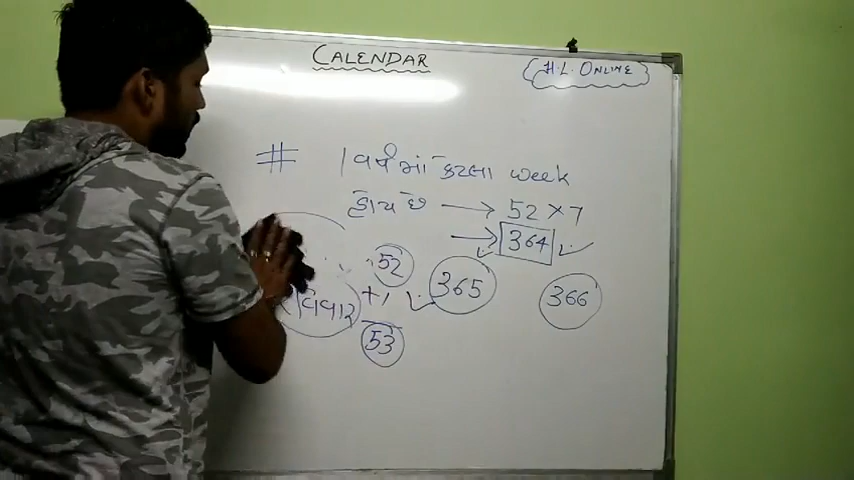 CALENDAR
H.L. ONLINE
# 1 વર્ષમાં કેટલા week
હોય છે → 52 × 7
→ 364 ✓
52 365 ✓ 366
રવિવાર +1
53